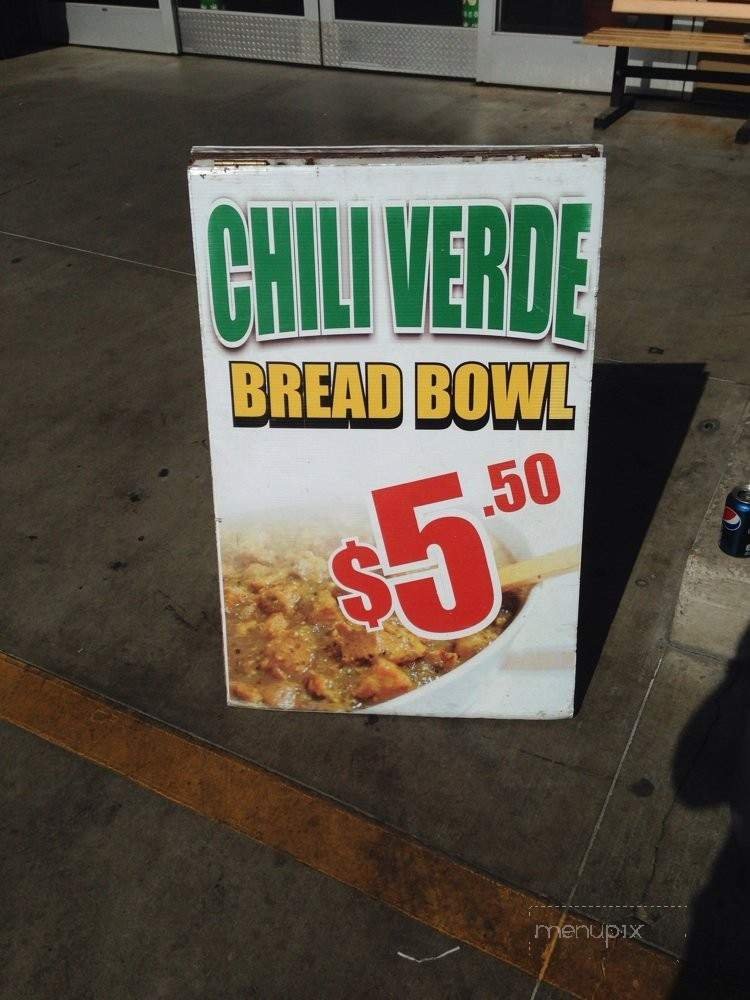 CHILI VERDE
BREAD BOWL
$5.50
menupix